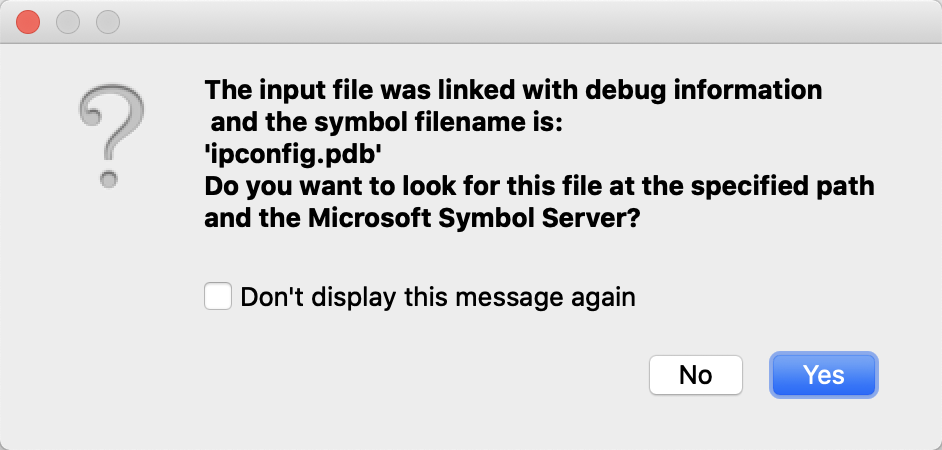 The input file was linked with debug information
and the symbol filename is:
'ipconfig.pdb'
Do you want to look for this file at the specified path
and the Microsoft Symbol Server?
Don't display this message again
No
Yes